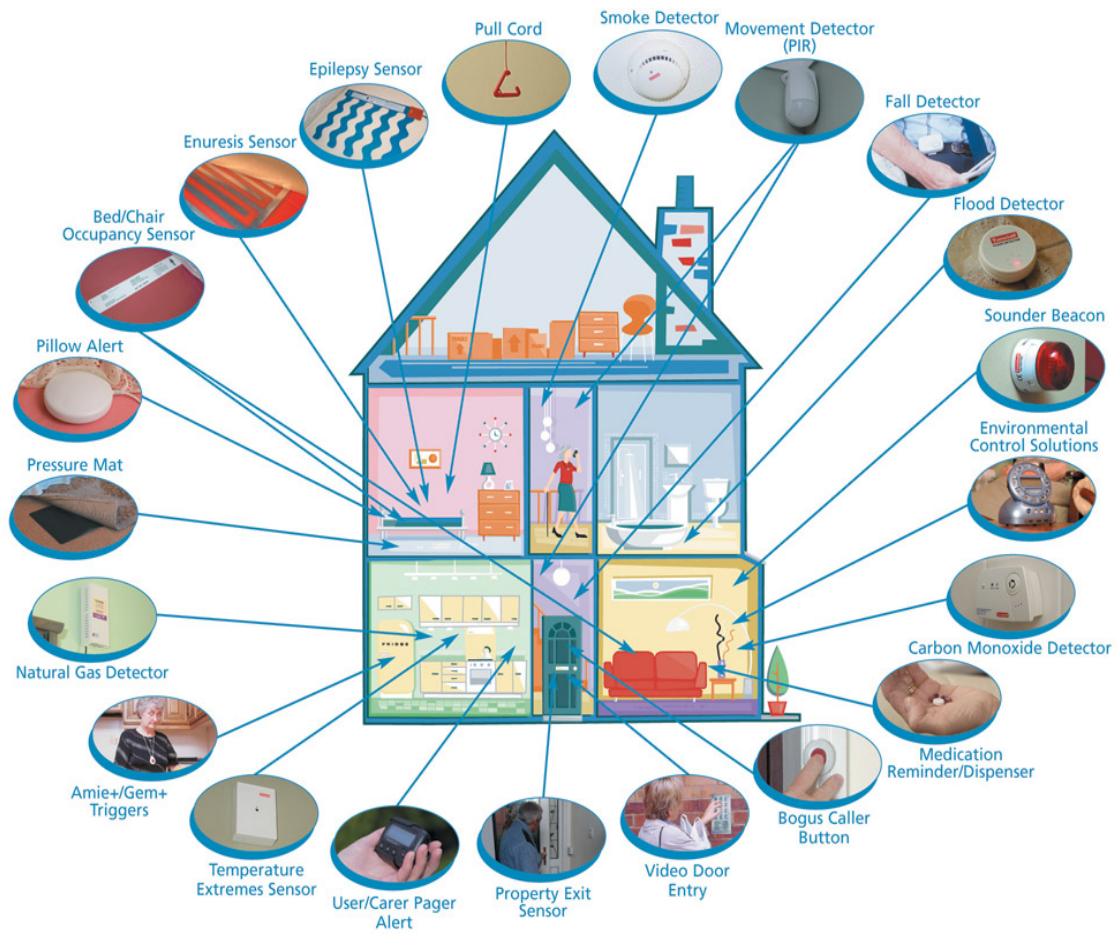 Smoke Detector
Pull Cord
Movement Detector
(PIR)
Epilepsy Sensor
Fall Detector
Enuresis Sensor
Flood Detector
Bed/Chair
Occupancy Sensor
Sounder Beacon
Pillow Alert
Environmental
Control Solutions
Pressure Mat
FRIDGE
Natural Gas Detector
Carbon Monoxide Detector
Amie+/Gem+
Triggers
Medication
Reminder/Dispenser
Bogus Caller
Button
Temperature
Extremes Sensor
User/Carer Pager
Alert
Property Exit
Sensor
Video Door
Entry